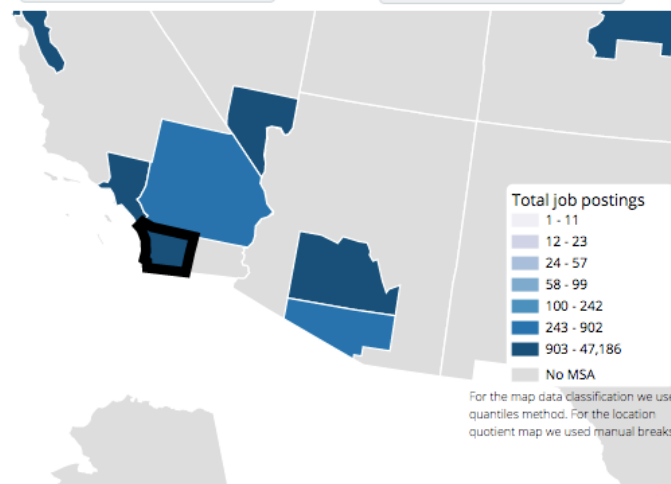 Total job postings
1 - 11
12 - 23
24 - 57
58 - 99
100 - 242
243 - 902
903 - 47,186
No MSA
For the map data classification we use
quantiles method. For the location
quotient map we used manual breaks